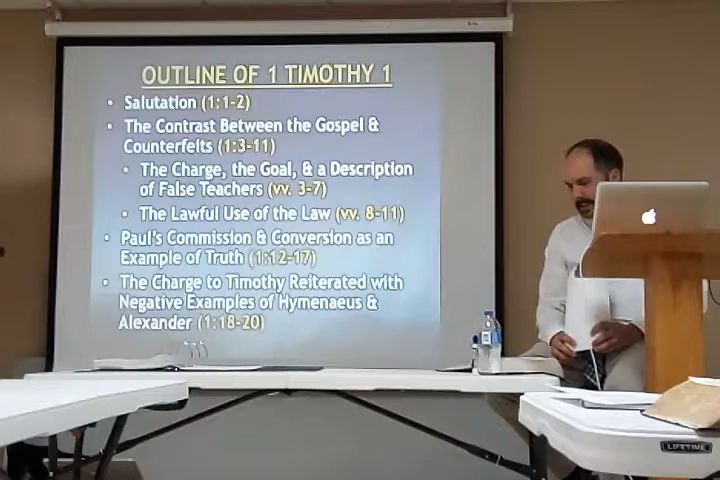 OUTLINE OF 1 TIMOTHY 1
• Salutation (1:1-2)
• The Contrast Between the Gospel &
Counterfeits (1:3-11)
• The Charge, the Goal, & a Description
of False Teachers (vv. 3-7)
• The Lawful Use of the Law (vv. 8-11)
• Paul's Commission & Conversion as an
Example of Truth (1:12-17)
• The Charge to Timothy Reiterated with
Negative Examples of Hymenaeus &
Alexander (1:18-20)
LIFETIME